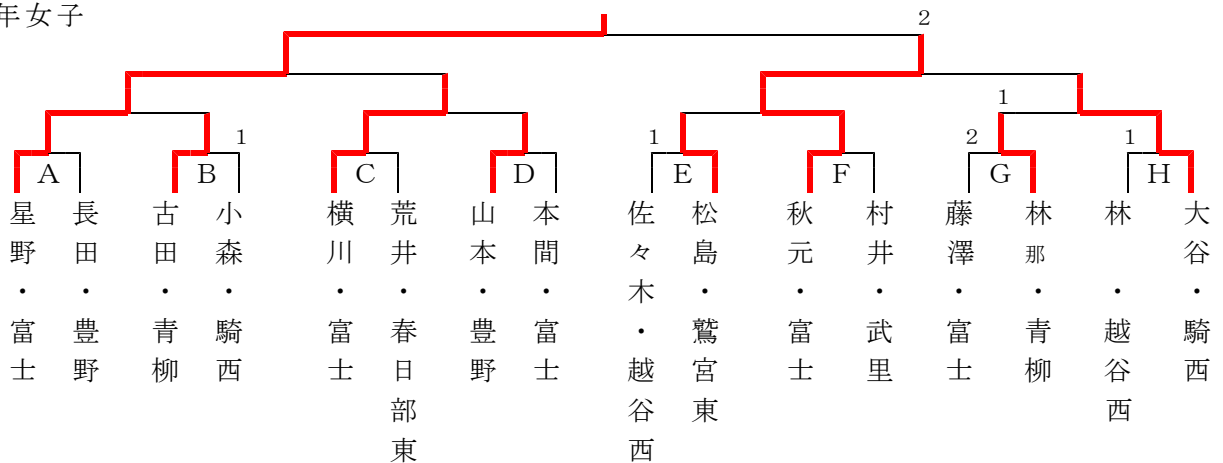 年女子
2
1
1
1
2
1
A
B
C
D
E
F
G
H
星野・富士
長田・豊野
古田・青柳
小森・騎西
横川・富士
荒井・春日部東
山本・豊野
本間・富士
佐々木・越谷西
松島・鷲宮東
秋元・富士
村井・武里
藤澤・富士
林那・青柳
林・越谷西
大谷・騎西